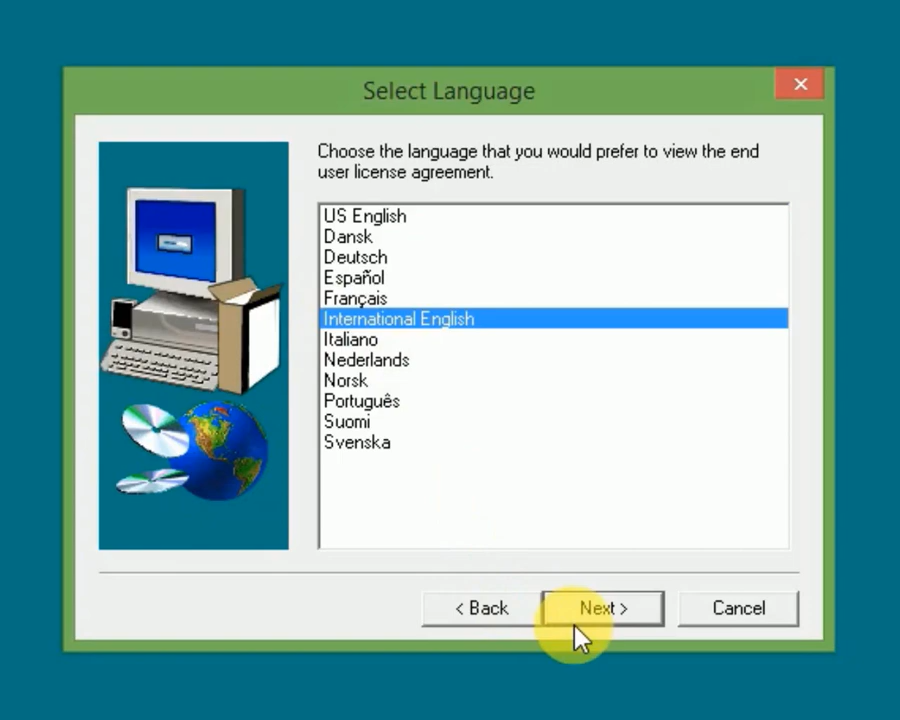 Select Language
Choose the language that you would prefer to view the end
user license agreement.
US English
Dansk
Deutsch
Español
Français
International English
Italiano
Nederlands
Norsk
Português
Suomi
Svenska
< Back
Next >
Cancel